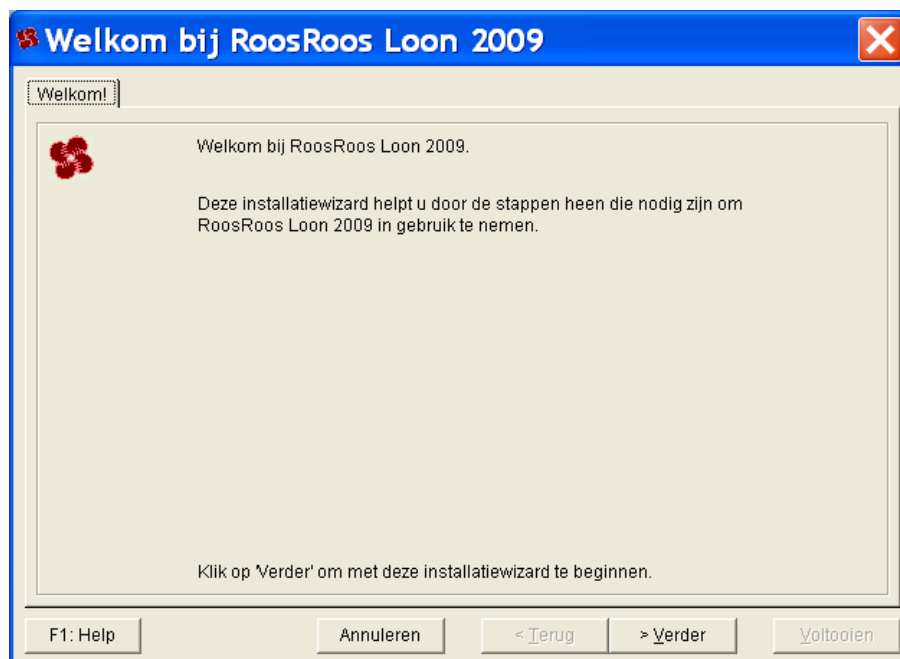 Welkom bij RoosRoos Loon 2009
Welkom!
Welkom bij RoosRoos Loon 2009.
Deze installatiewizard helpt u door de stappen heen die nodig zijn om
RoosRoos Loon 2009 in gebruik te nemen.
Klik op 'Verder' om met deze installatiewizard te beginnen.
F1: Help
Annuleren
< Terug
> Verder
Voltooien